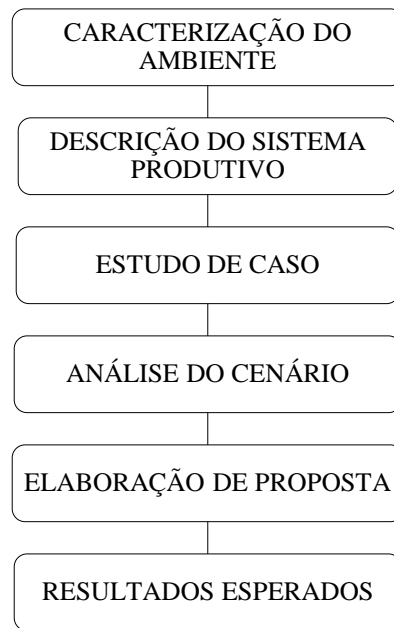 CARACTERIZAÇÃO DO
AMBIENTE
DESCRIÇÃO DO SISTEMA
PRODUTIVO
ESTUDO DE CASO
ANÁLISE DO CENÁRIO
ELABORAÇÃO DE PROPOSTA
RESULTADOS ESPERADOS